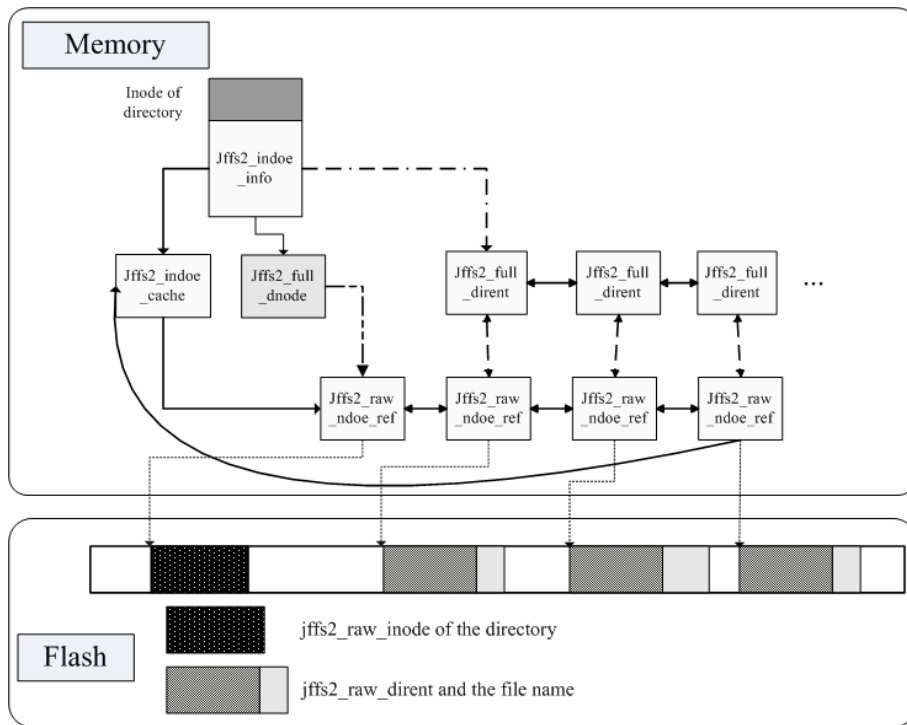 Memory
Inode of
directory
Jffs2_indoe
_info
Jffs2_indoe
_cache
Jffs2_full
_dnode
Jffs2_full
_dirent
Jffs2_full
_dirent
Jffs2_full
_dirent
...
Jffs2_raw
_ndoe_ref
Jffs2_raw
_ndoe_ref
Jffs2_raw
_ndoe_ref
Jffs2_raw
_ndoe_ref
jffs2_raw_inode of the directory
Flash
jffs2_raw_dirent and the file name